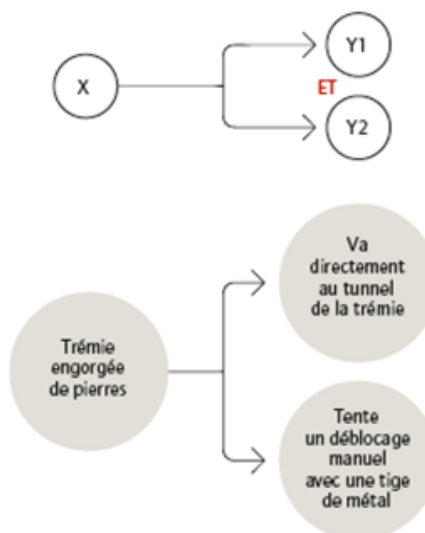 X
Y1
ET
Y2
Va
directement
au tunnel
de la trémie
Trémie
engorgée
de pierres
Tente
un déblocage
manuel
avec une tige
de métal